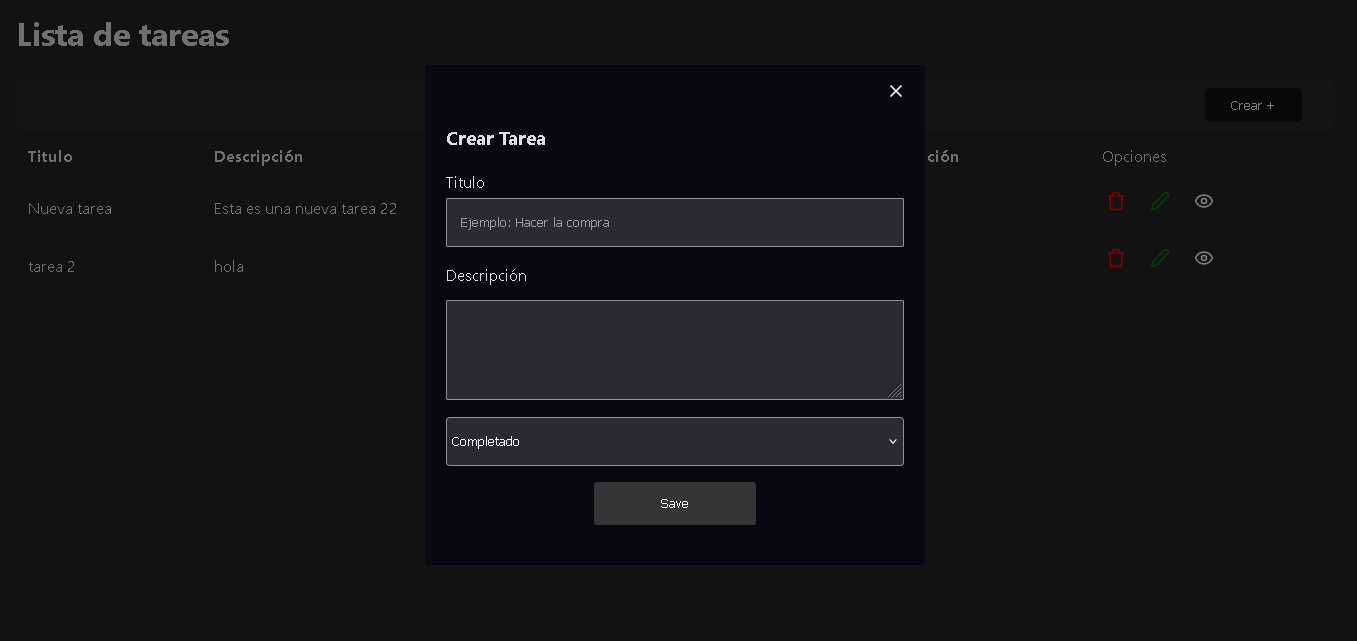 Lista de tareas
Crear +
Titulo Descripción ción Opciones
Nueva tarea Esta es una nueva tarea 22
tarea 2 hola
Crear Tarea
Titulo
Ejemplo: Hacer la compra
Descripción
Completado
Save